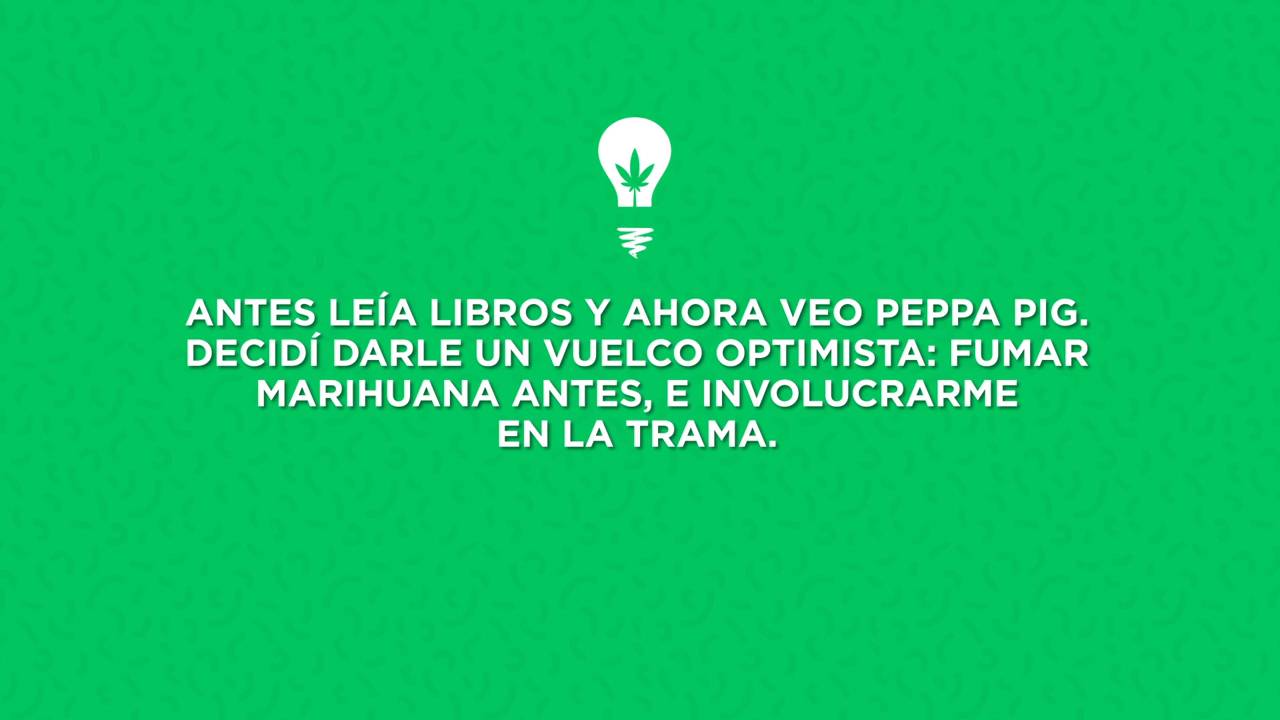 ANTES LEÍA LIBROS Y AHORA VEO PEPPA PIG.
DECIDÍ DARLE UN VUELCO OPTIMISTA: FUMAR
MARIHUANA ANTES, E INVOLUCRARME
EN LA TRAMA.